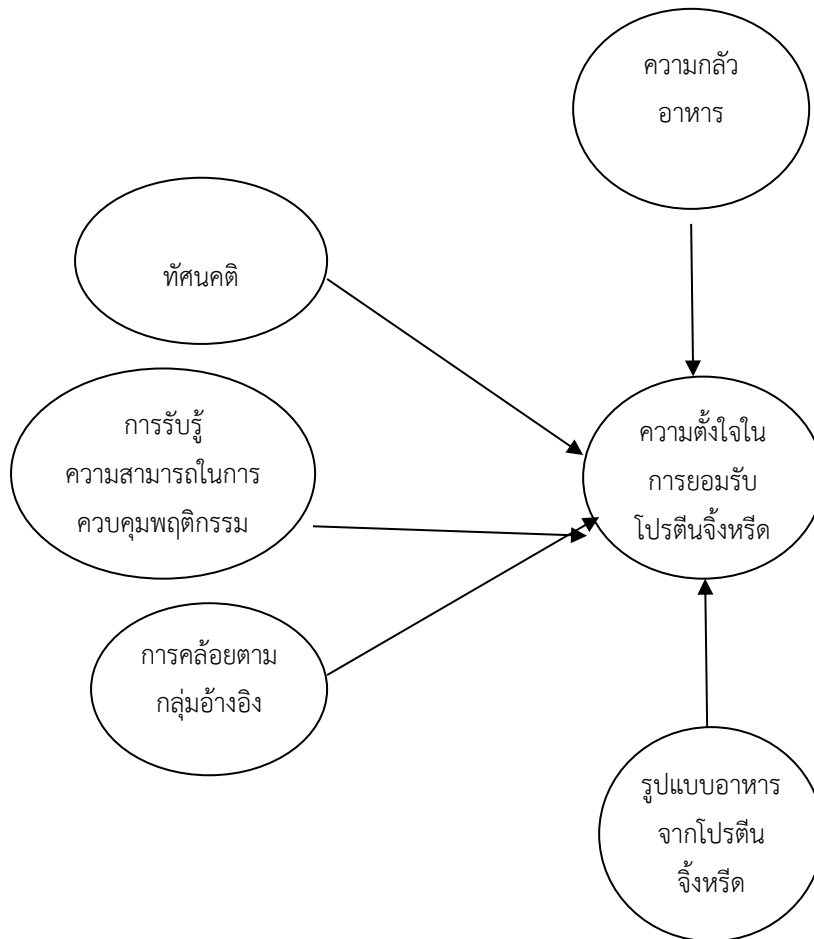 ความกลัว
อาหาร
ทัศนคติ
การรับรู้
ความสามารถในการ
ควบคุมพฤติกรรม
ความตั้งใจใน
การยอมรับ
โปรตีนจิ้งหรีด
การคล้อยตาม
กลุ่มอ้างอิง
รูปแบบอาหาร
จากโปรตีน
จิ้งหรีด